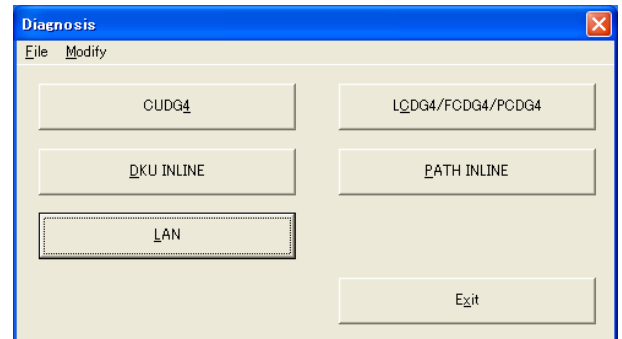 Diagnosis
File Modify
CUDG4 LCDG4/FCDG4/PCDG4
DKU INLINE PATH INLINE
LAN
Exit